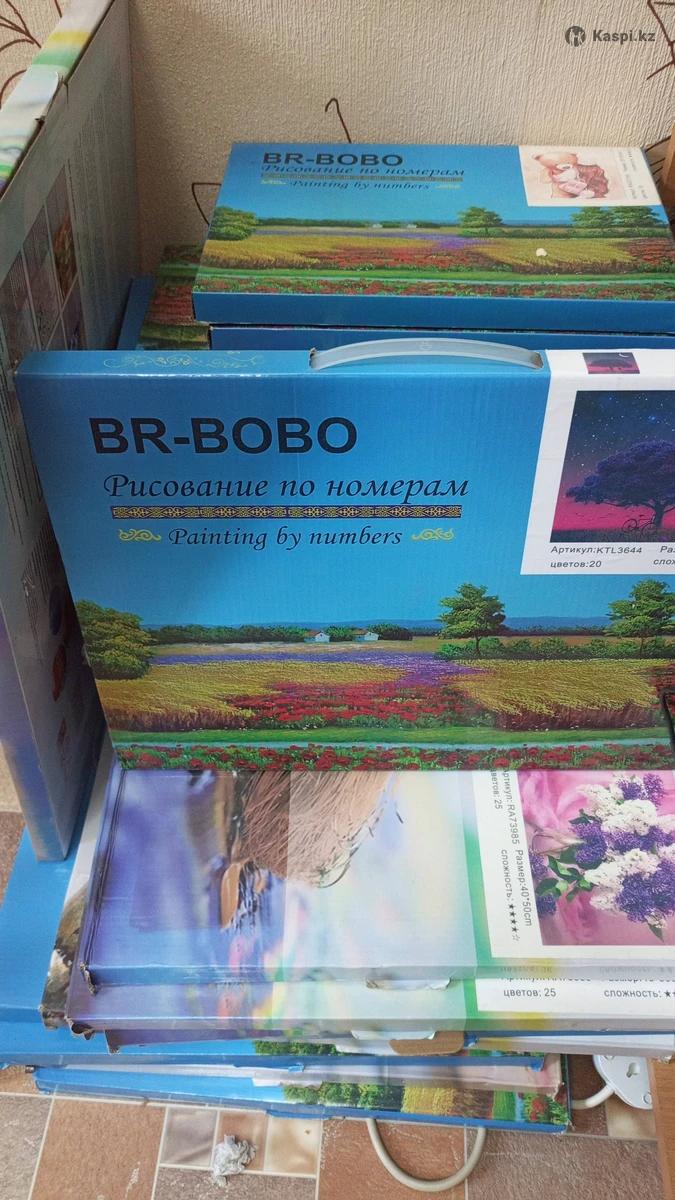 Kaspi.kz
BR-BOBO
Рисование по номерам
Painting by numbers
BR-BOBO
Рисование по номерам
Painting by numbers
Артикул:KTL3644
цветов:20
Артикул: RA73985 Размер:40*50cm
цветов: 25 сложность: ★★★★☆
цветов: 25 сложность: